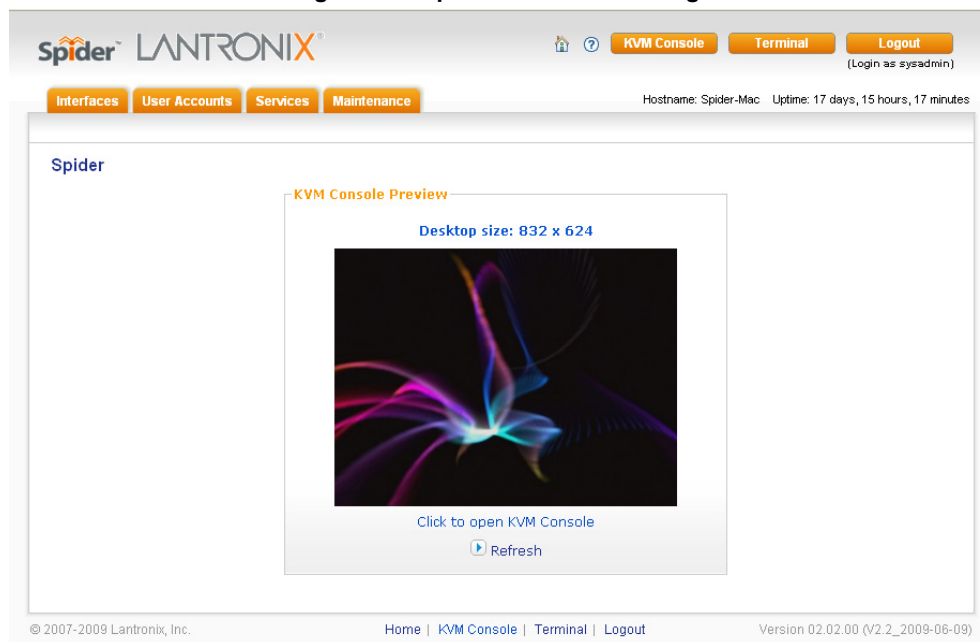 Spider™ LANTRONIX®
KVM Console
Terminal
Logout
(Login as sysadmin)
Interfaces
User Accounts
Services
Maintenance
Hostname: Spider-Mac Uptime: 17 days, 15 hours, 17 minutes
Spider
KVM Console Preview
Desktop size: 832 x 624
Click to open KVM Console
Refresh
© 2007-2009 Lantronix, Inc.
Home | KVM Console | Terminal | Logout
Version 02.02.00 (V2.2_2009-06-09)